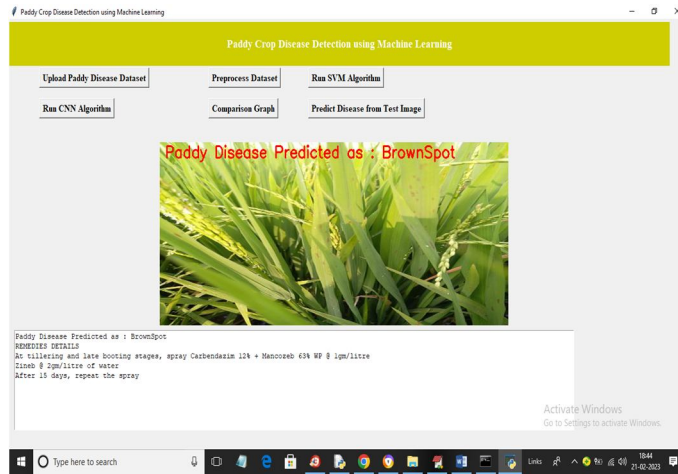 Paddy Crop Disease Detection using Machine Learning
Paddy Crop Disease Detection using Machine Learning
Upload Paddy Disease Dataset
Preprocess Dataset
Run SVM Algorithm
Run CNN Algorithm
Comparison Graph
Predict Disease from Test Image
Paddy Disease Predicted as : BrownSpot
Paddy Disease Predicted as : BrownSpot
REMEDIES DETAILS
At tillering and late booting stages, spray Carbendazim 12% + Mancozeb 63% WP @ 1gm/litre
Zineb @ 2gm/litre of water
After 15 days, repeat the spray
Activate Windows
Go to Settings to activate Windows.
Type here to search
Links
18:44
21-02-2023